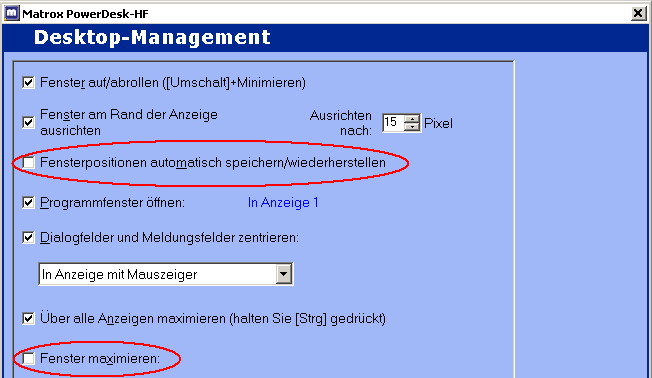 Matrox PowerDesk-HF
Desktop-Management
Fenster auf/abrollen ([Umschalt]+Minimieren)
Fenster am Rand der Anzeige
ausrichten
Ausrichten
nach:
15
Pixel
Fensterpositionen automatisch speichern/wiederherstellen
Programmfenster öffnen:
In Anzeige 1
Dialogfelder und Meldungsfelder zentrieren:
In Anzeige mit Mauszeiger
Über alle Anzeigen maximieren (halten Sie [Strg] gedrückt)
Fenster maximieren: